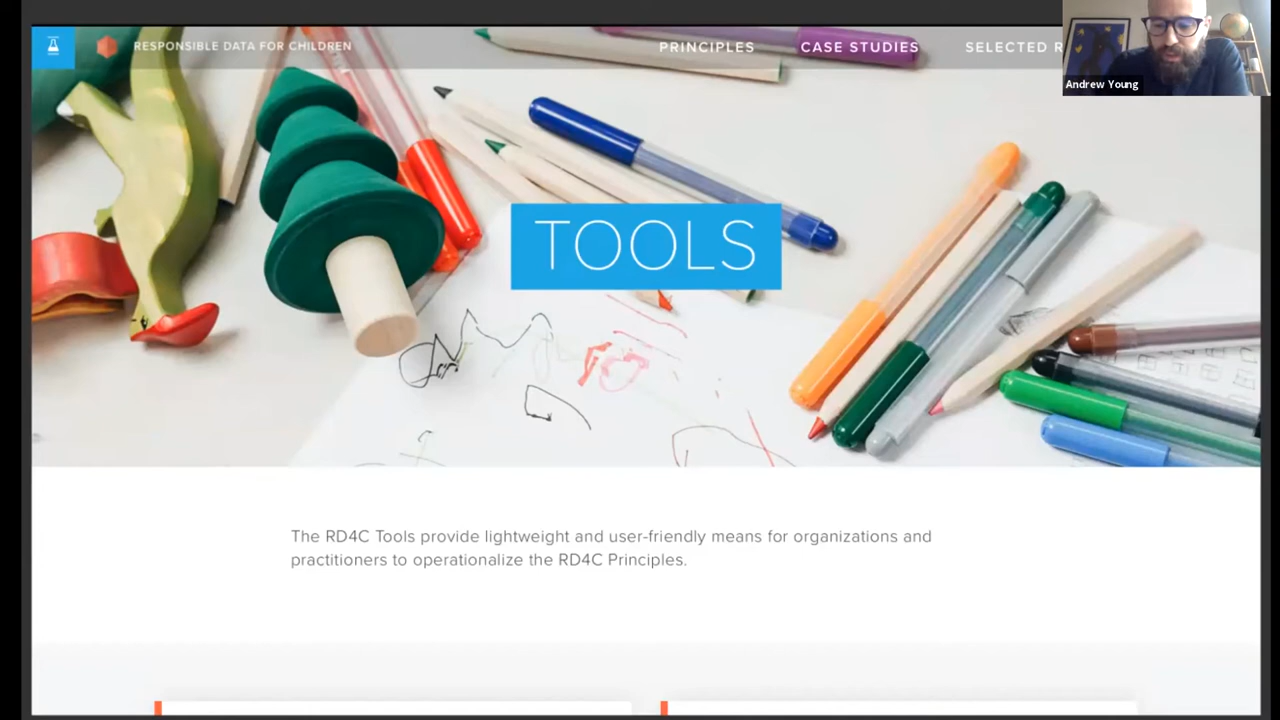 RESPONSIBLE DATA FOR CHILDREN
PRINCIPLES
CASE STUDIES
SELECTED
Andrew Young
TOOLS
The RD4C Tools provide lightweight and user-friendly means for organizations and
practitioners to operationalize the RD4C Principles.